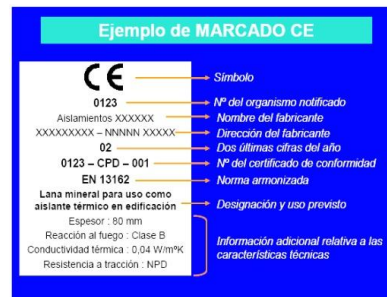 Ejemplo de MARCADO CE
CE
Símbolo
0123
Nº del organismo notificado
Aislamientos XXXXXX
Nombre del fabricante
XXXXXXXXX – NNNNN XXXXX
Dirección del fabricante
02
Dos últimas cifras del año
0123 – CPD – 001
Nº del certificado de conformidad
EN 13162
Norma armonizada
Lana mineral para uso como
aislante térmico en edificación
Designación y uso previsto
Espesor : 80 mm
Reacción al fuego : Clase B
Conductividad térmica : 0,04 W/mºK
Resistencia a tracción : NPD
Información adicional relativa a las
características técnicas